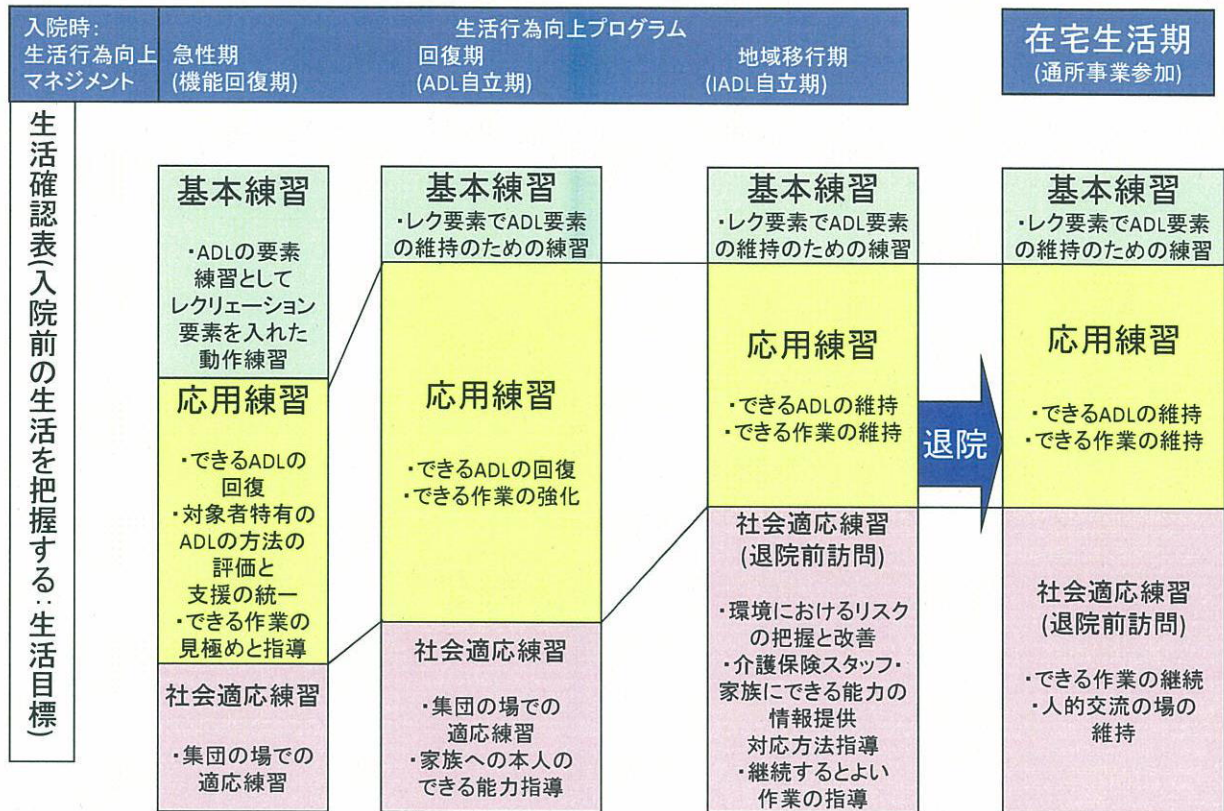 入院時:
生活行為向上
マネジメント
生活行為向上プログラム
急性期
(機能回復期)
回復期
(ADL自立期)
地域移行期
(IADL自立期)
在宅生活期
(通所事業参加)
生活確認表(入院前の生活を把握する:生活目標)
基本練習
・ADLの要素
練習として
レクリェーション
要素を入れた
動作練習
応用練習
・できるADLの
回復
・対象者特有の
ADLの方法の
評価と
支援の統一
・できる作業の
見極めと指導
社会適応練習
・集団の場での
適応練習
基本練習
・レク要素でADL要素
の維持のための練習
応用練習
・できるADLの回復
・できる作業の強化
社会適応練習
・集団の場での
適応練習
・家族への本人の
できる能力指導
基本練習
・レク要素でADL要素
の維持のための練習
応用練習
・できるADLの維持
・できる作業の維持
社会適応練習
(退院前訪問)
・環境におけるリスク
の把握と改善
・介護保険スタッフ・
家族にできる能力の
情報提供
対応方法指導
・継続するとよい
作業の指導
退院
基本練習
・レク要素でADL要素
の維持のための練習
応用練習
・できるADLの維持
・できる作業の維持
社会適応練習
(退院前訪問)
・できる作業の継続
・人的交流の場の
維持